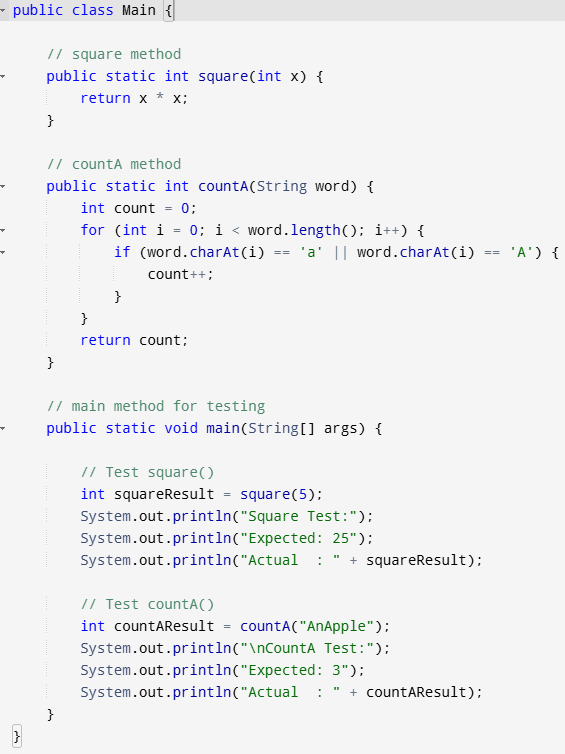 public class Main {
    // square method
    public static int square(int x) {
        return x * x;
    }
    // countA method
    public static int countA(String word) {
        int count = 0;
        for (int i = 0; i < word.length(); i++) {
            if (word.charAt(i) == 'a' || word.charAt(i) == 'A') {
                count++;
            }
        }
        return count;
    }
    // main method for testing
    public static void main(String[] args) {
        // Test square()
        int squareResult = square(5);
        System.out.println("Square Test:");
        System.out.println("Expected: 25");
        System.out.println("Actual  : " + squareResult);
        // Test countA()
        int countAResult = countA("AnApple");
        System.out.println("\nCountA Test:");
        System.out.println("Expected: 3");
        System.out.println("Actual  : " + countAResult);
    }
}